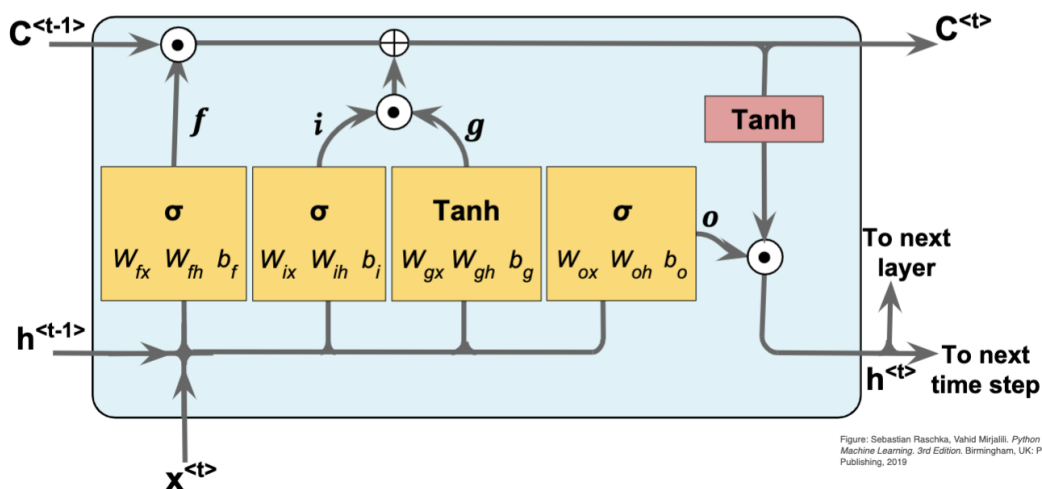 C<t-1>
C<t>
f
i
g
Tanh
σ
W_fx W_fh b_f
σ
W_ix W_ih b_i
Tanh
W_gx W_gh b_g
σ
W_ox W_oh b_o
o
To next
layer
h<t-1>
h<t>
To next
time step
x<t>
Figure: Sebastian Raschka, Vahid Mirjalili. Python
Machine Learning. 3rd Edition. Birmingham, UK: P
Publishing, 2019